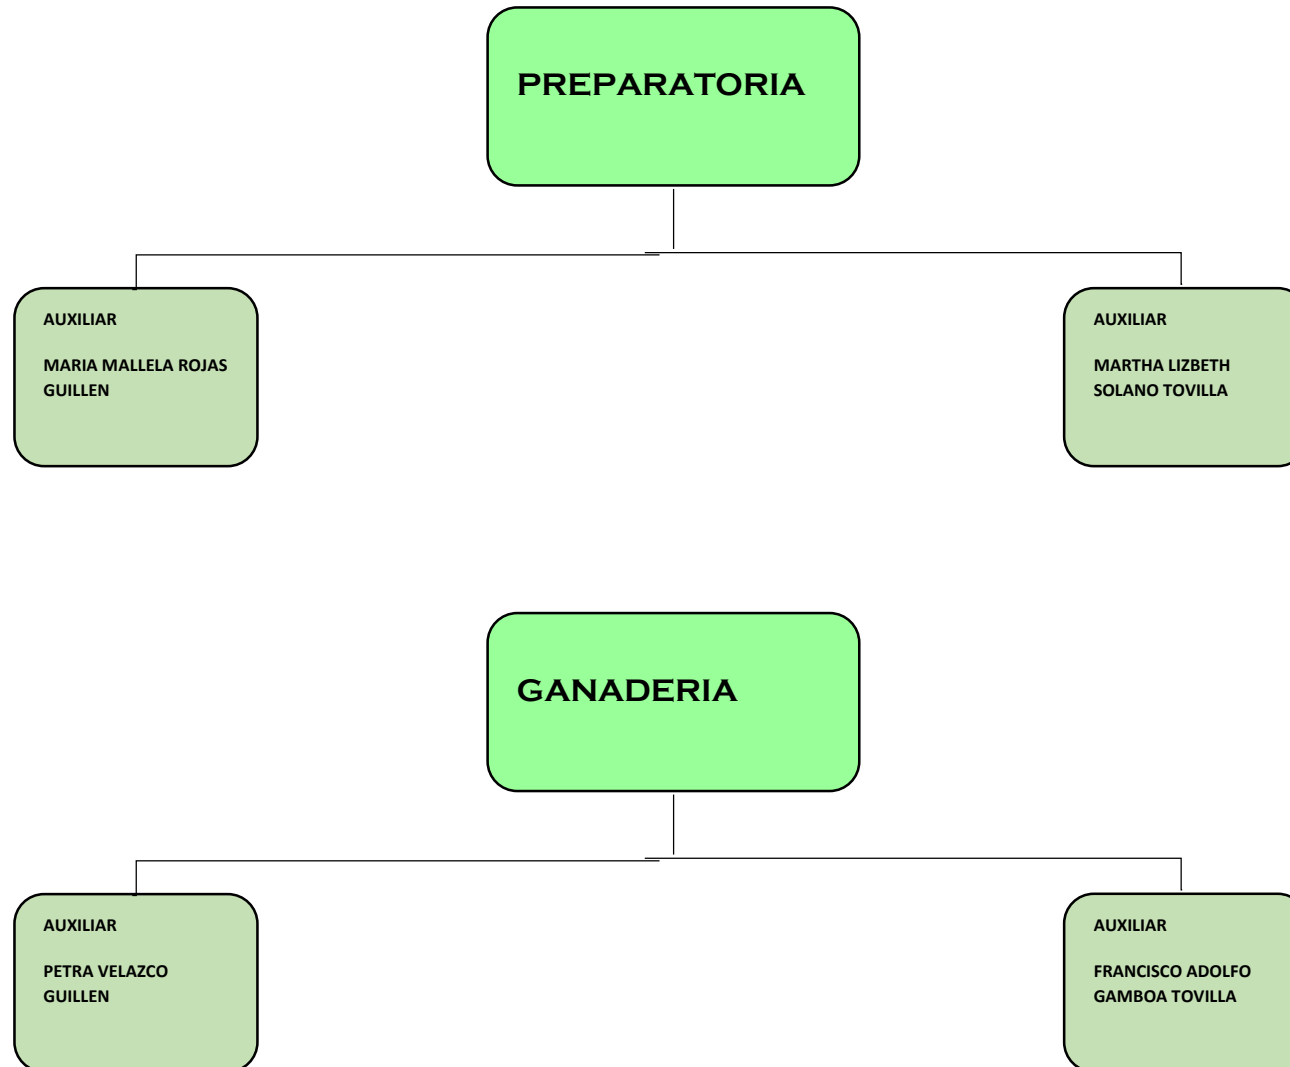 PREPARATORIA
AUXILIAR
MARIA MALLELA ROJAS
GUILLEN
AUXILIAR
MARTHA LIZBETH
SOLANO TOVILLA
GANADERIA
AUXILIAR
PETRA VELAZCO
GUILLEN
AUXILIAR
FRANCISCO ADOLFO
GAMBOA TOVILLA